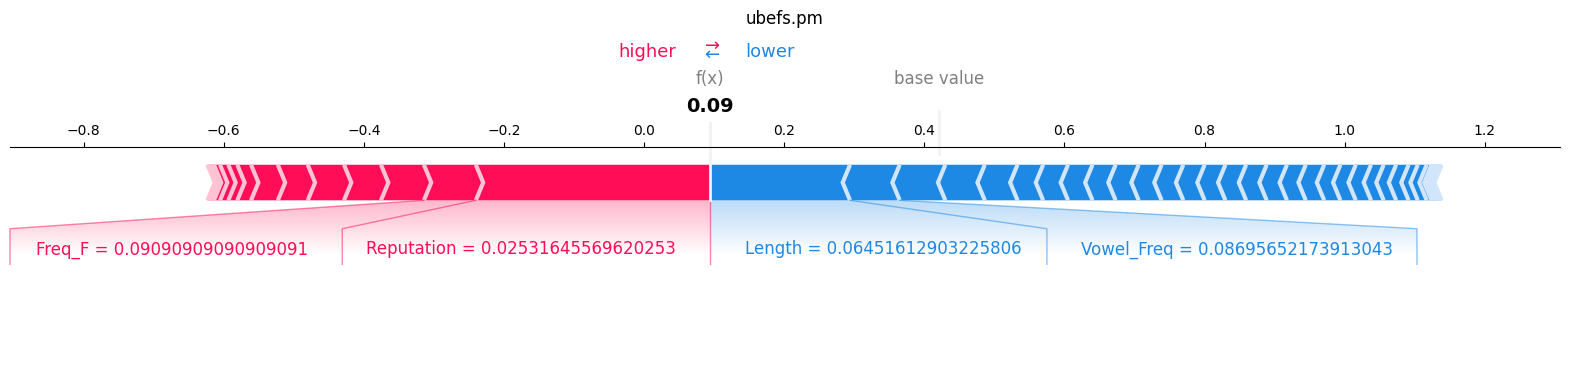 ubefs.pm
higher ⇄ lower
f(x) base value
0.09
−0.8 −0.6 −0.4 −0.2 0.0 0.2 0.4 0.6 0.8 1.0 1.2
Freq_F = 0.09090909090909091 Reputation = 0.02531645569620253 Length = 0.06451612903225806 Vowel_Freq = 0.08695652173913043